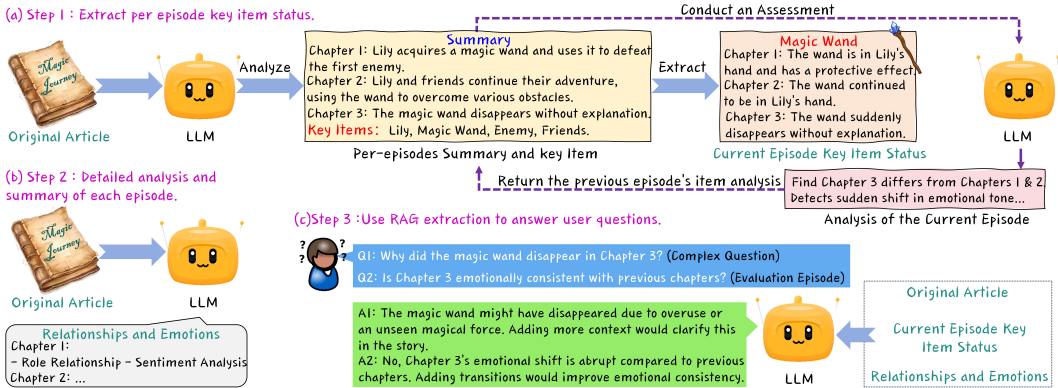 (a) Step 1 : Extract per episode key item status.
Conduct an Assessment
Magic
Journey
Original Article
LLM
Analyze
Summary
Chapter 1: Lily acquires a magic wand and uses it to defeat
the first enemy.
Chapter 2: Lily and friends continue their adventure,
using the wand to overcome various obstacles.
Chapter 3: The magic wand disappears without explanation.
Key Items: Lily, Magic Wand, Enemy, Friends.
Per-episodes Summary and key Item
Extract
Magic Wand
Chapter 1: The wand is in Lily's
hand and has a protective effect.
Chapter 2: The wand continued
to be in Lily's hand.
Chapter 3: The wand suddenly
disappears without explanation.
Current Episode Key Item Status
LLM
Return the previous episode's item analysis
Find Chapter 3 differs from Chapters 1 & 2.
Detects sudden shift in emotional tone...
Analysis of the Current Episode
(b) Step 2 : Detailed analysis and
summary of each episode.
Magic
Journey
Original Article
LLM
Relationships and Emotions
Chapter 1:
- Role Relationship - Sentiment Analysis
Chapter 2: ...
(c)Step 3 :Use RAG extraction to answer user questions.
? ?
? ?
Q1: Why did the magic wand disappear in Chapter 3? (Complex Question)
Q2: Is Chapter 3 emotionally consistent with previous chapters? (Evaluation Episode)
A1: The magic wand might have disappeared due to overuse or
an unseen magical force. Adding more context would clarify this
in the story.
A2: No, Chapter 3's emotional shift is abrupt compared to previous
chapters. Adding transitions would improve emotional consistency.
LLM
Original Article
Current Episode Key
Item Status
Relationships and Emotions